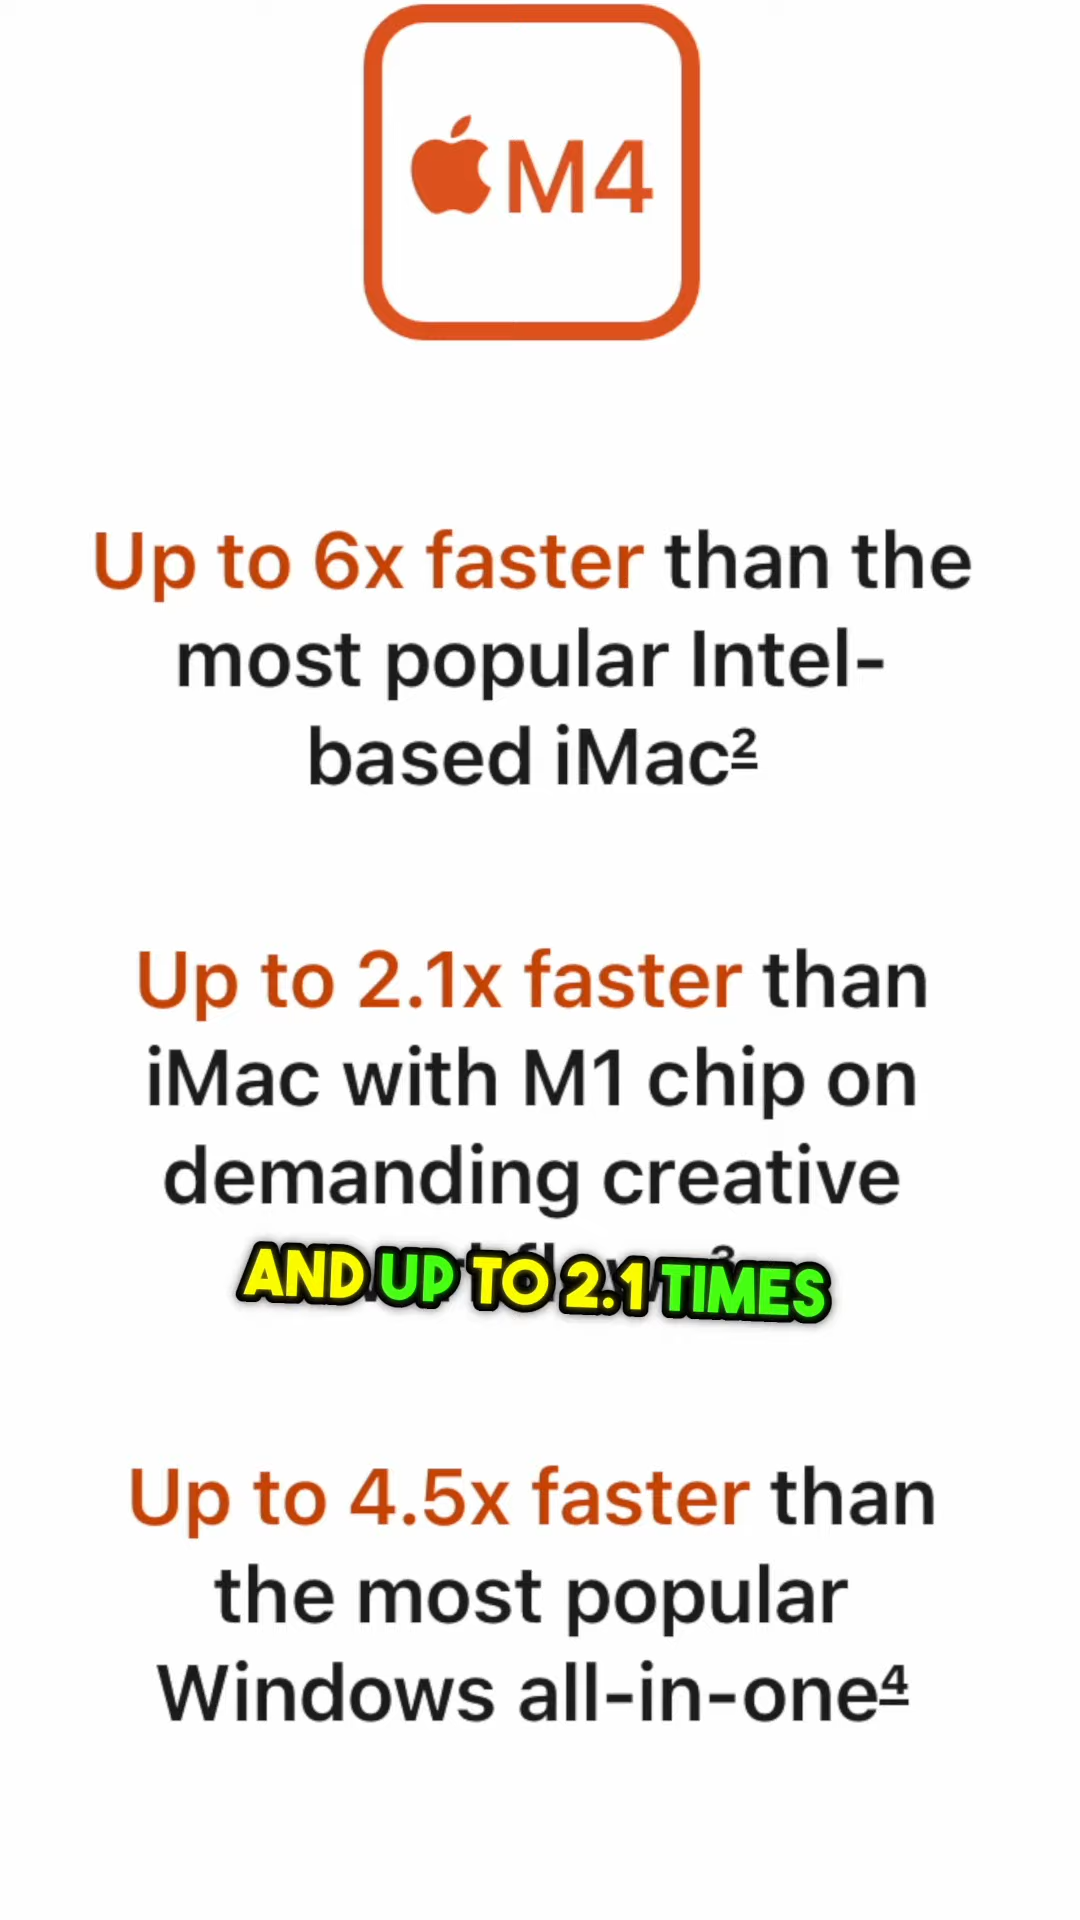 M4
Up to 6x faster than the
most popular Intel-
based iMac²
Up to 2.1x faster than
iMac with M1 chip on
demanding creative
AND UP TO 2.1 TIMES
Up to 4.5x faster than
the most popular
Windows all-in-one⁴